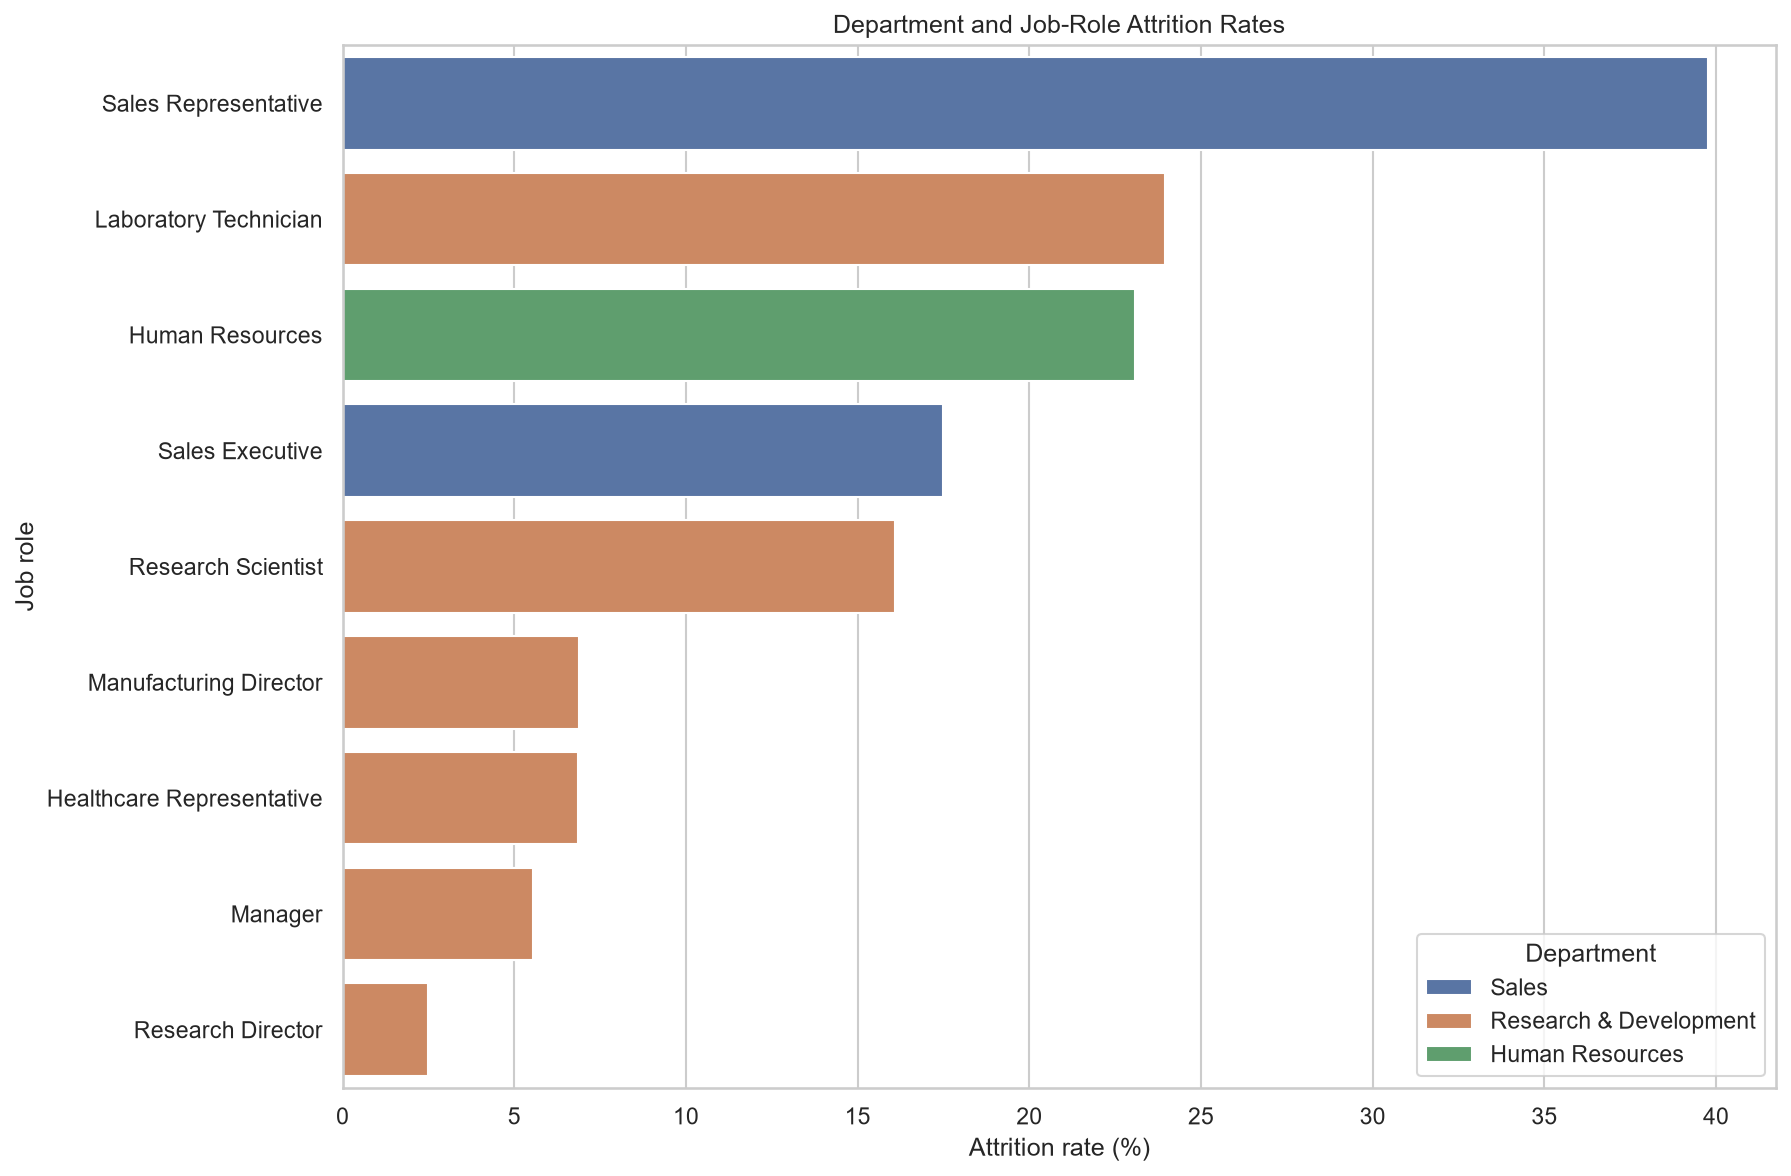 Department and Job-Role Attrition Rates
Sales Representative
Laboratory Technician
Human Resources
Sales Executive
Research Scientist
Manufacturing Director
Healthcare Representative
Manager
Research Director
Job role
Department
Sales
Research & Development
Human Resources
0 5 10 15 20 25 30 35 40
Attrition rate (%)